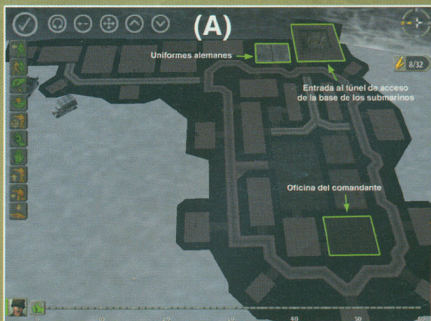 (A)
Uniformes alemanes
8/32
Entrada al túnel de acceso
de la base de los submarinos
Oficina del comandante